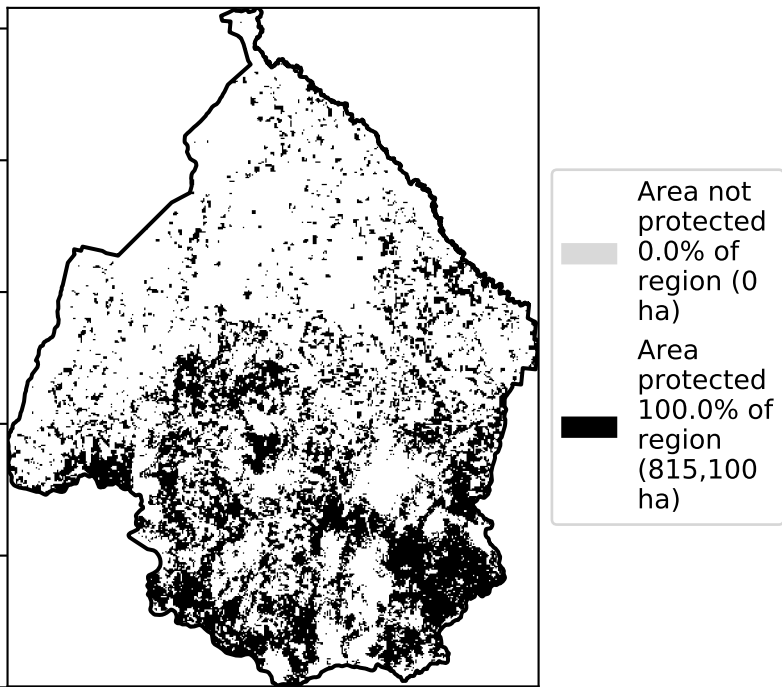 Area not
protected
0.0% of
region (0
ha)
Area
protected
100.0% of
region
(815,100
ha)